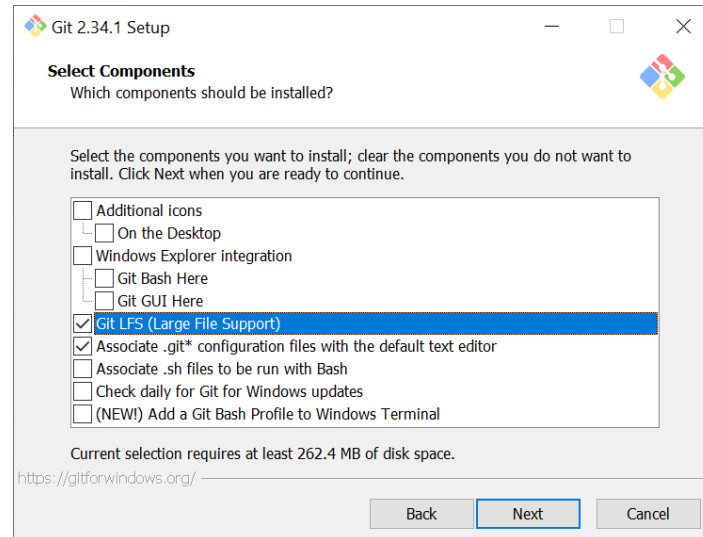 Git 2.34.1 Setup
Select Components
Which components should be installed?
Select the components you want to install; clear the components you do not want to
install. Click Next when you are ready to continue.
Additional icons
On the Desktop
Windows Explorer integration
Git Bash Here
Git GUI Here
Git LFS (Large File Support)
Associate .git* configuration files with the default text editor
Associate .sh files to be run with Bash
Check daily for Git for Windows updates
(NEW!) Add a Git Bash Profile to Windows Terminal
Current selection requires at least 262.4 MB of disk space.
https://gitforwindows.org/
Back Next Cancel